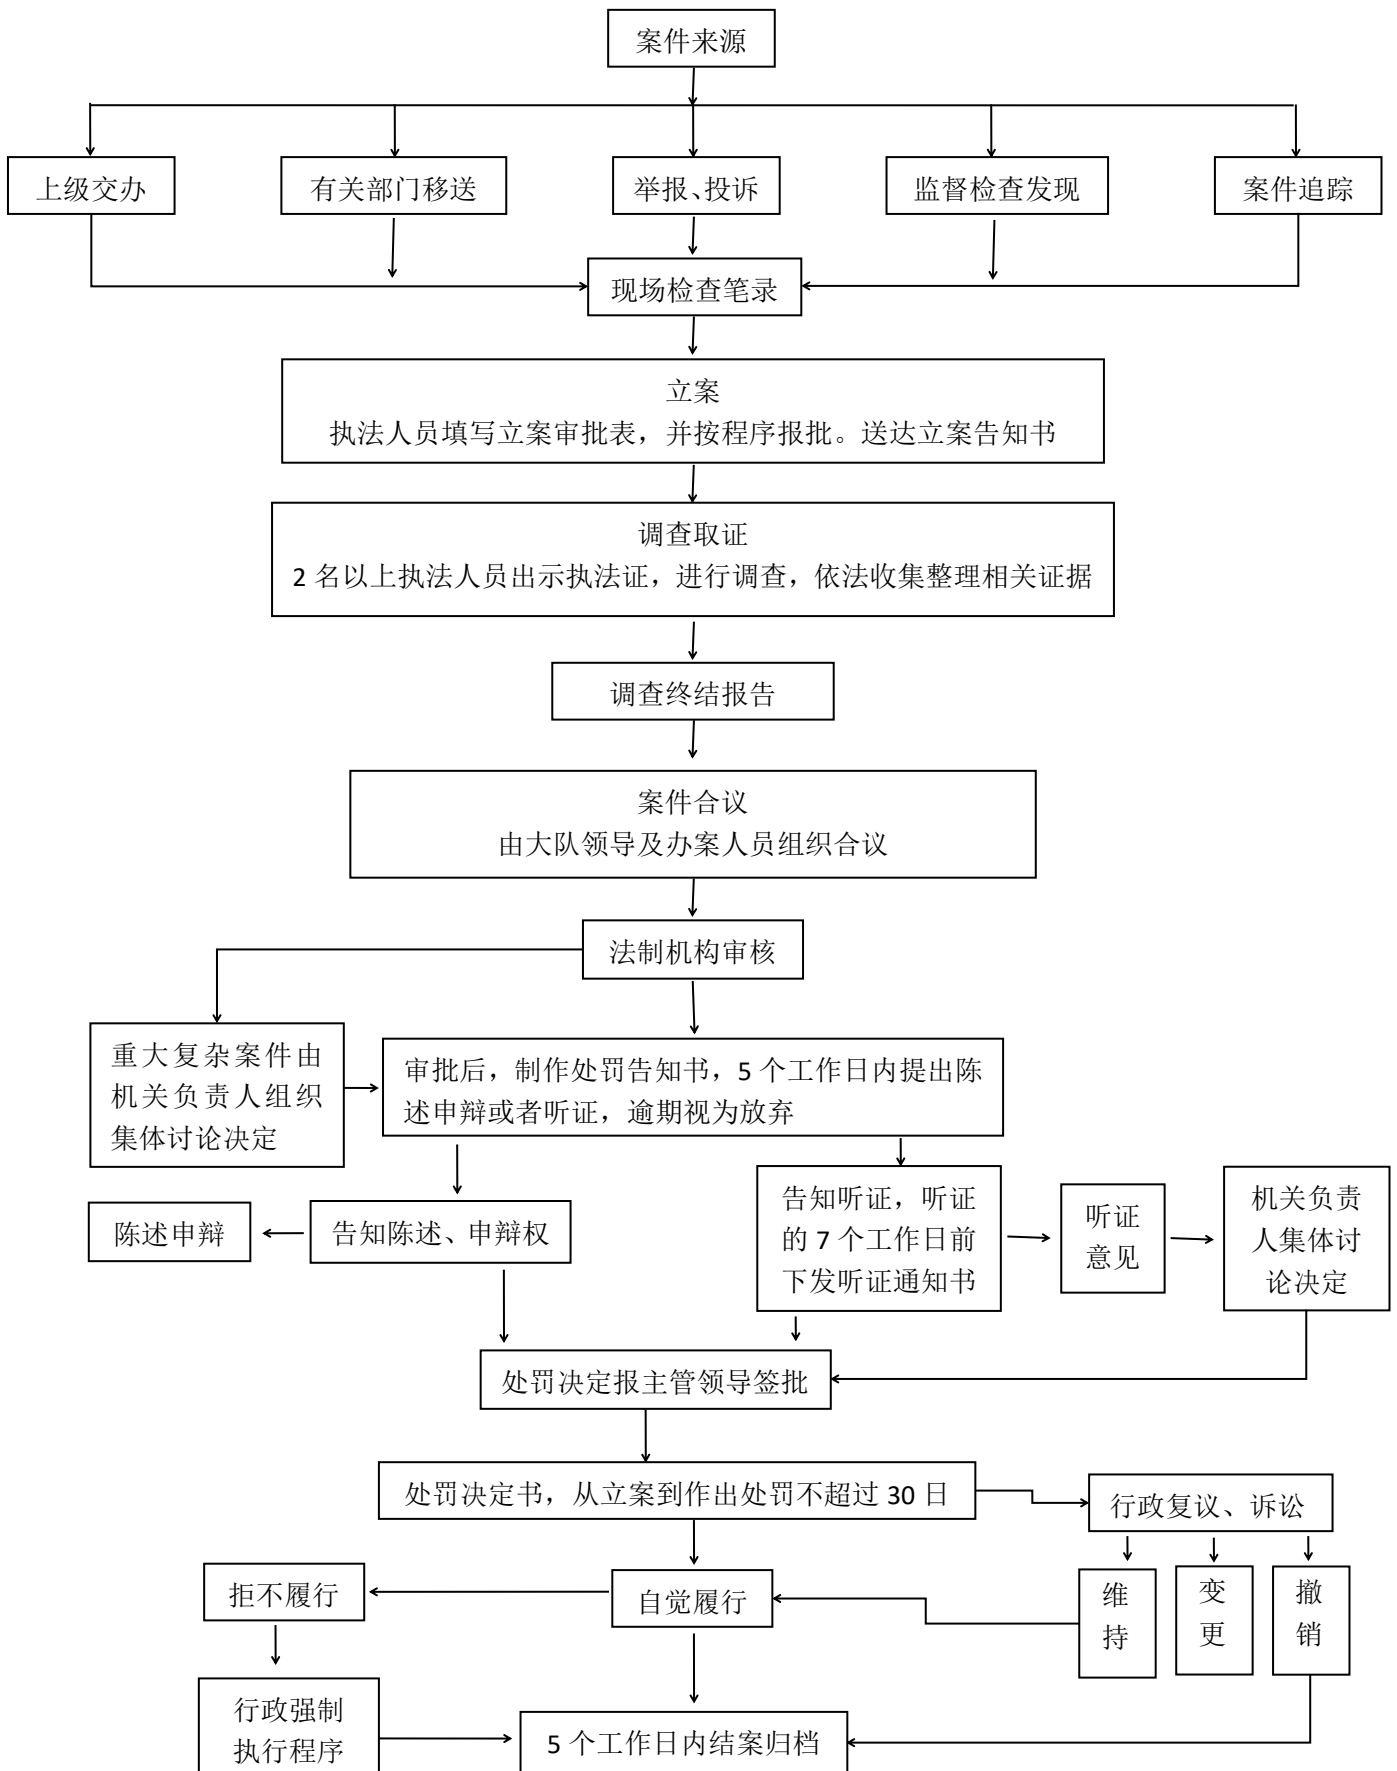 案件来源
上级交办
有关部门移送
举报、投诉
监督检查发现
案件追踪
现场检查笔录
立案
执法人员填写立案审批表，并按程序报批。送达立案告知书
调查取证
2 名以上执法人员出示执法证，进行调查，依法收集整理相关证据
调查终结报告
案件合议
由大队领导及办案人员组织合议
法制机构审核
重大复杂案件由
机关负责人组织
集体讨论决定
审批后，制作处罚告知书，5 个工作日内提出陈
述申辩或者听证，逾期视为放弃
陈述申辩
告知陈述、申辩权
告知听证，听证
的 7 个工作日前
下发听证通知书
听证
意见
机关负责
人集体讨
论决定
处罚决定报主管领导签批
处罚决定书，从立案到作出处罚不超过 30 日
行政复议、诉讼
拒不履行
自觉履行
维
持
变
更
撤
销
行政强制
执行程序
5 个工作日内结案归档